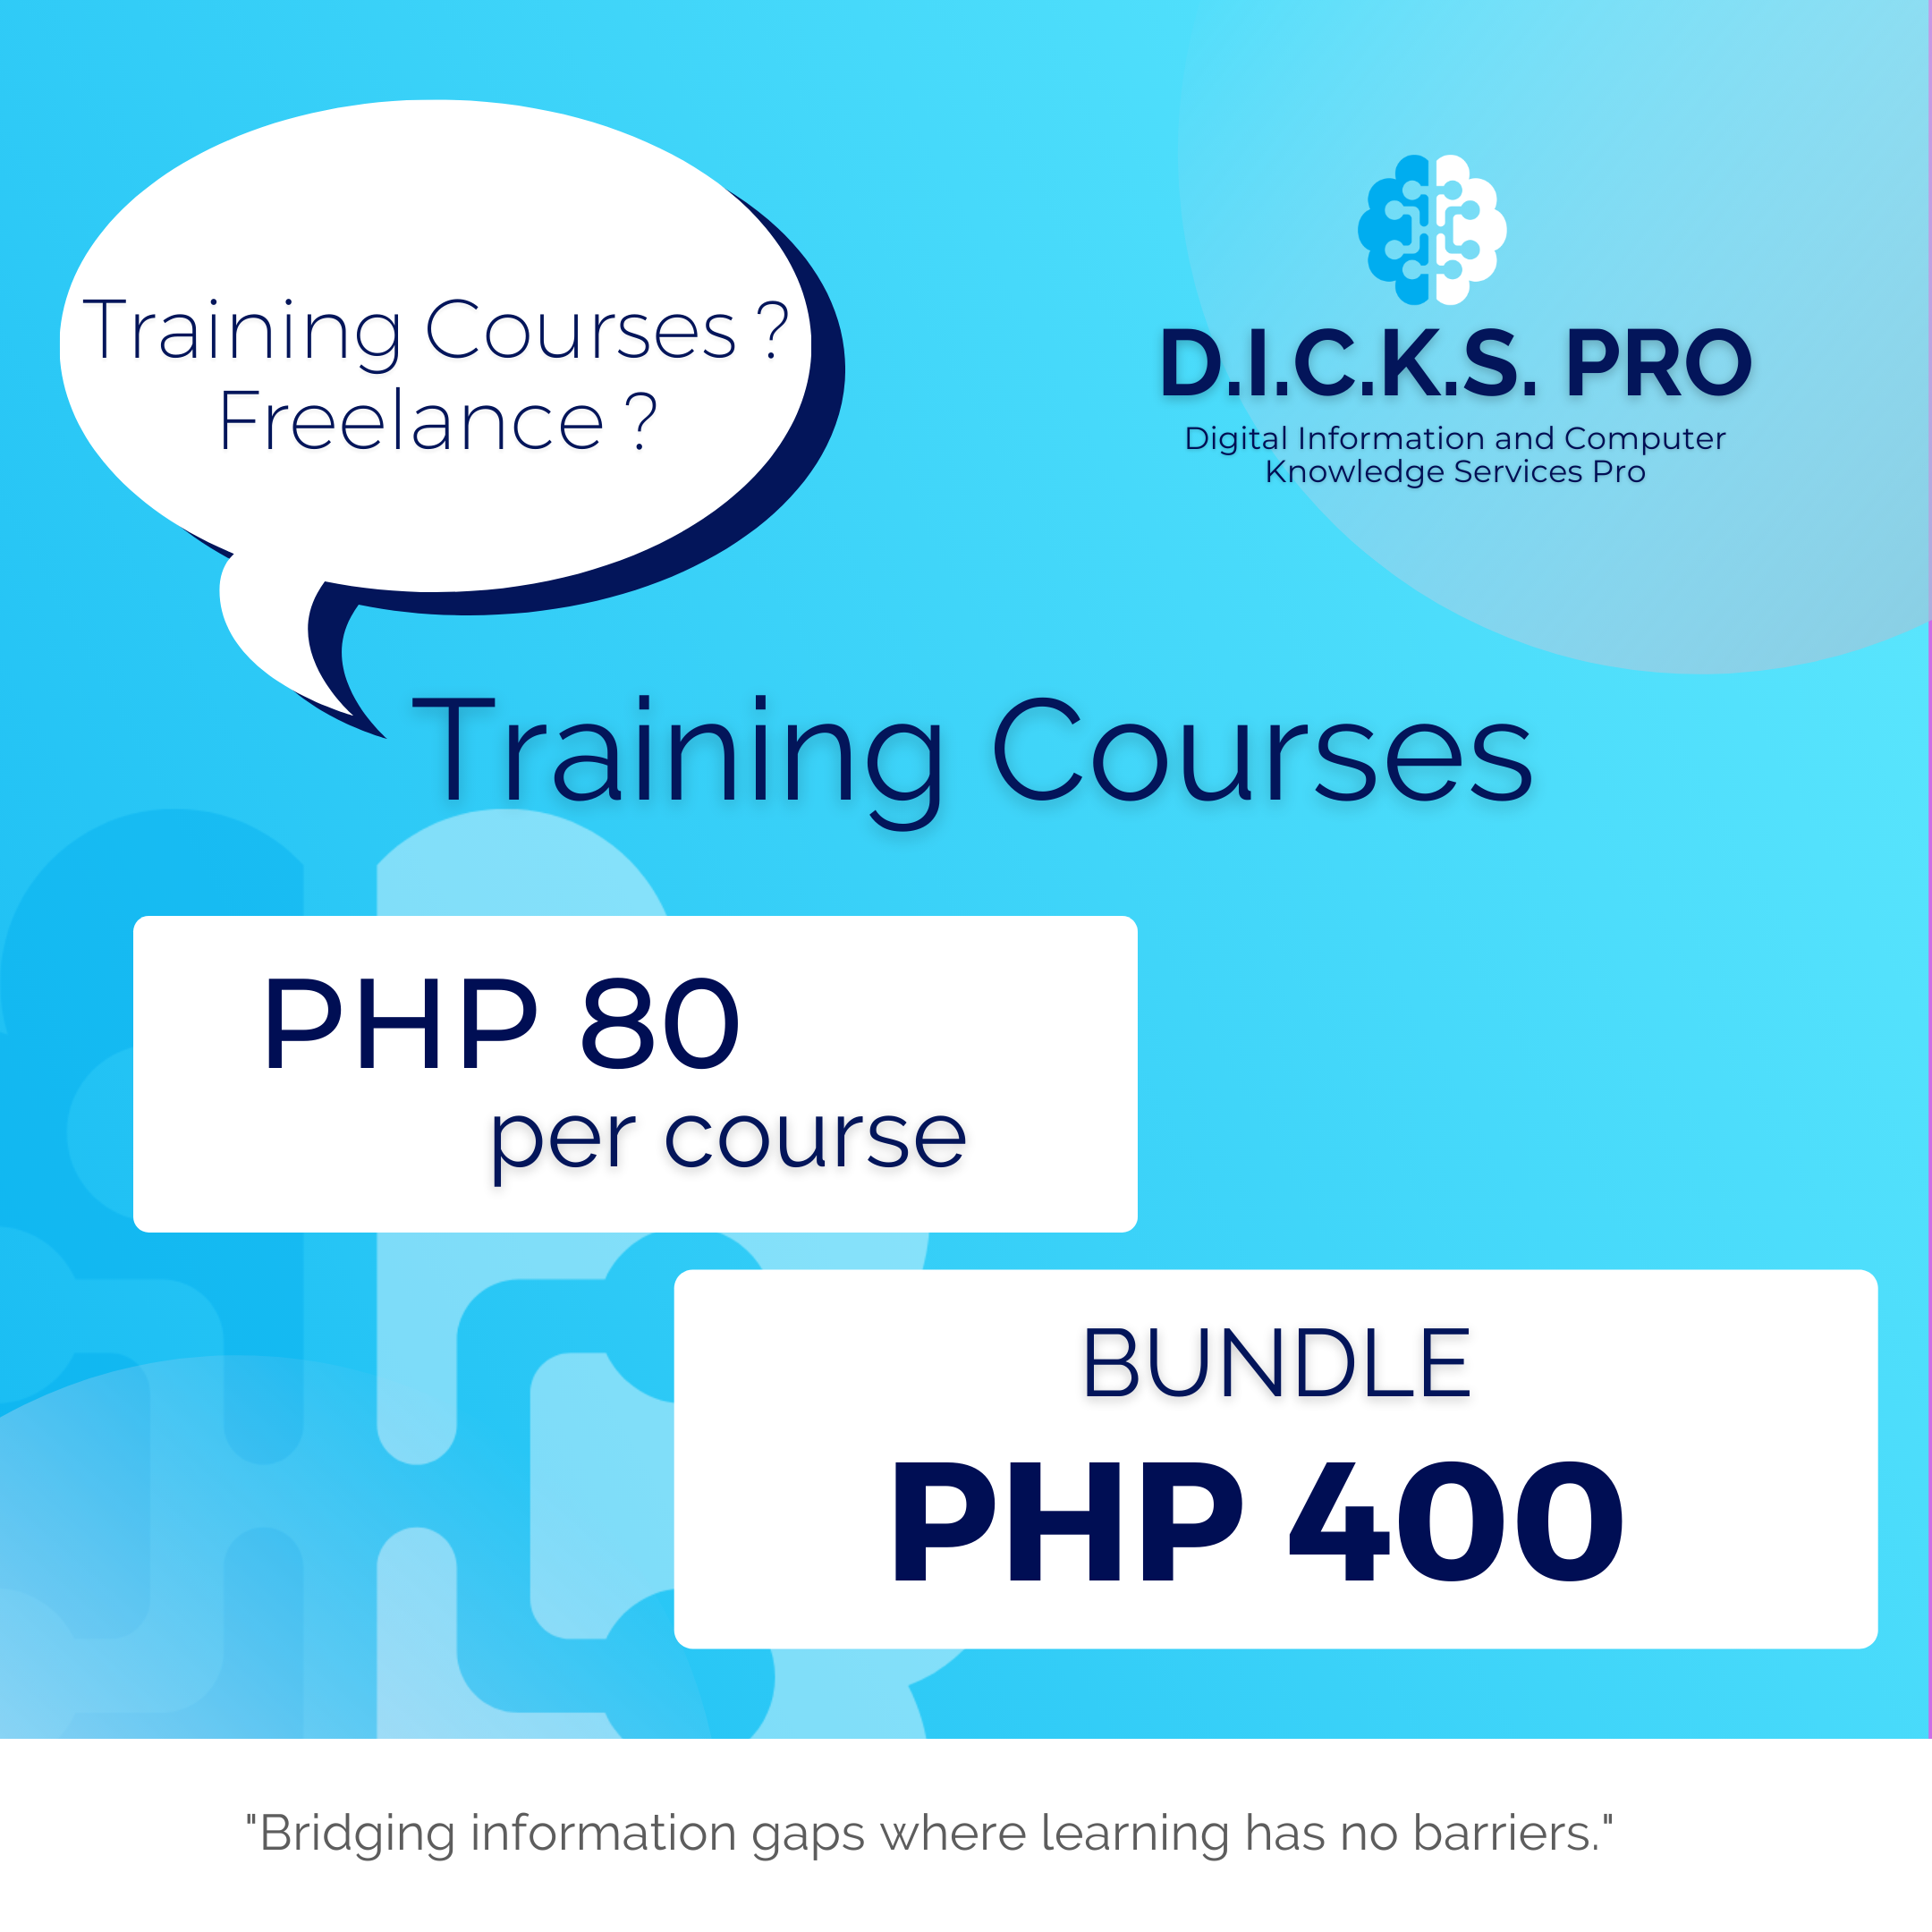 Training Courses ?
Freelance ?
D.I.C.K.S. PRO
Digital Information and Computer
Knowledge Services Pro
Training Courses
PHP 80
per course
BUNDLE
PHP 400
"Bridging information gaps where learning has no barriers."